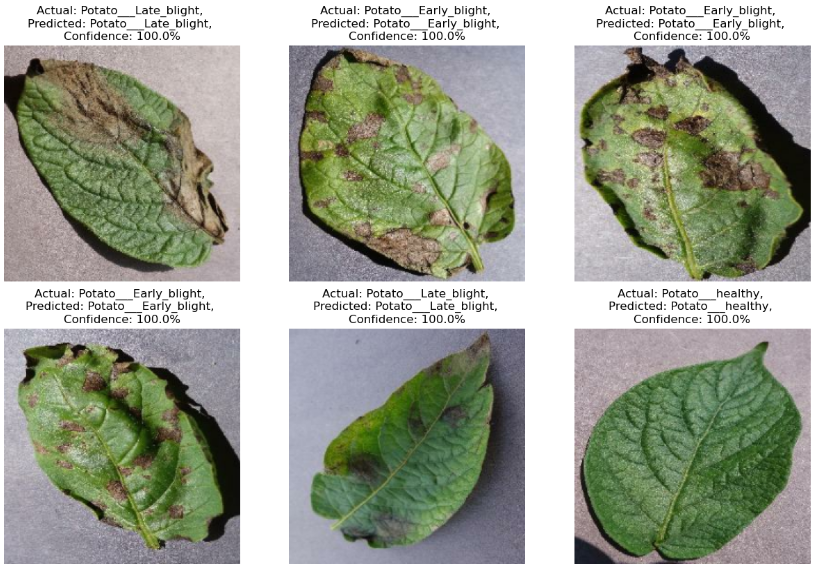 Actual: Potato___Late_blight,
Predicted: Potato___Late_blight,
Confidence: 100.0%
Actual: Potato___Early_blight,
Predicted: Potato___Early_blight,
Confidence: 100.0%
Actual: Potato___Early_blight,
Predicted: Potato___Early_blight,
Confidence: 100.0%
Actual: Potato___Early_blight,
Predicted: Potato___Early_blight,
Confidence: 100.0%
Actual: Potato___Late_blight,
Predicted: Potato___Late_blight,
Confidence: 100.0%
Actual: Potato___healthy,
Predicted: Potato___healthy,
Confidence: 100.0%